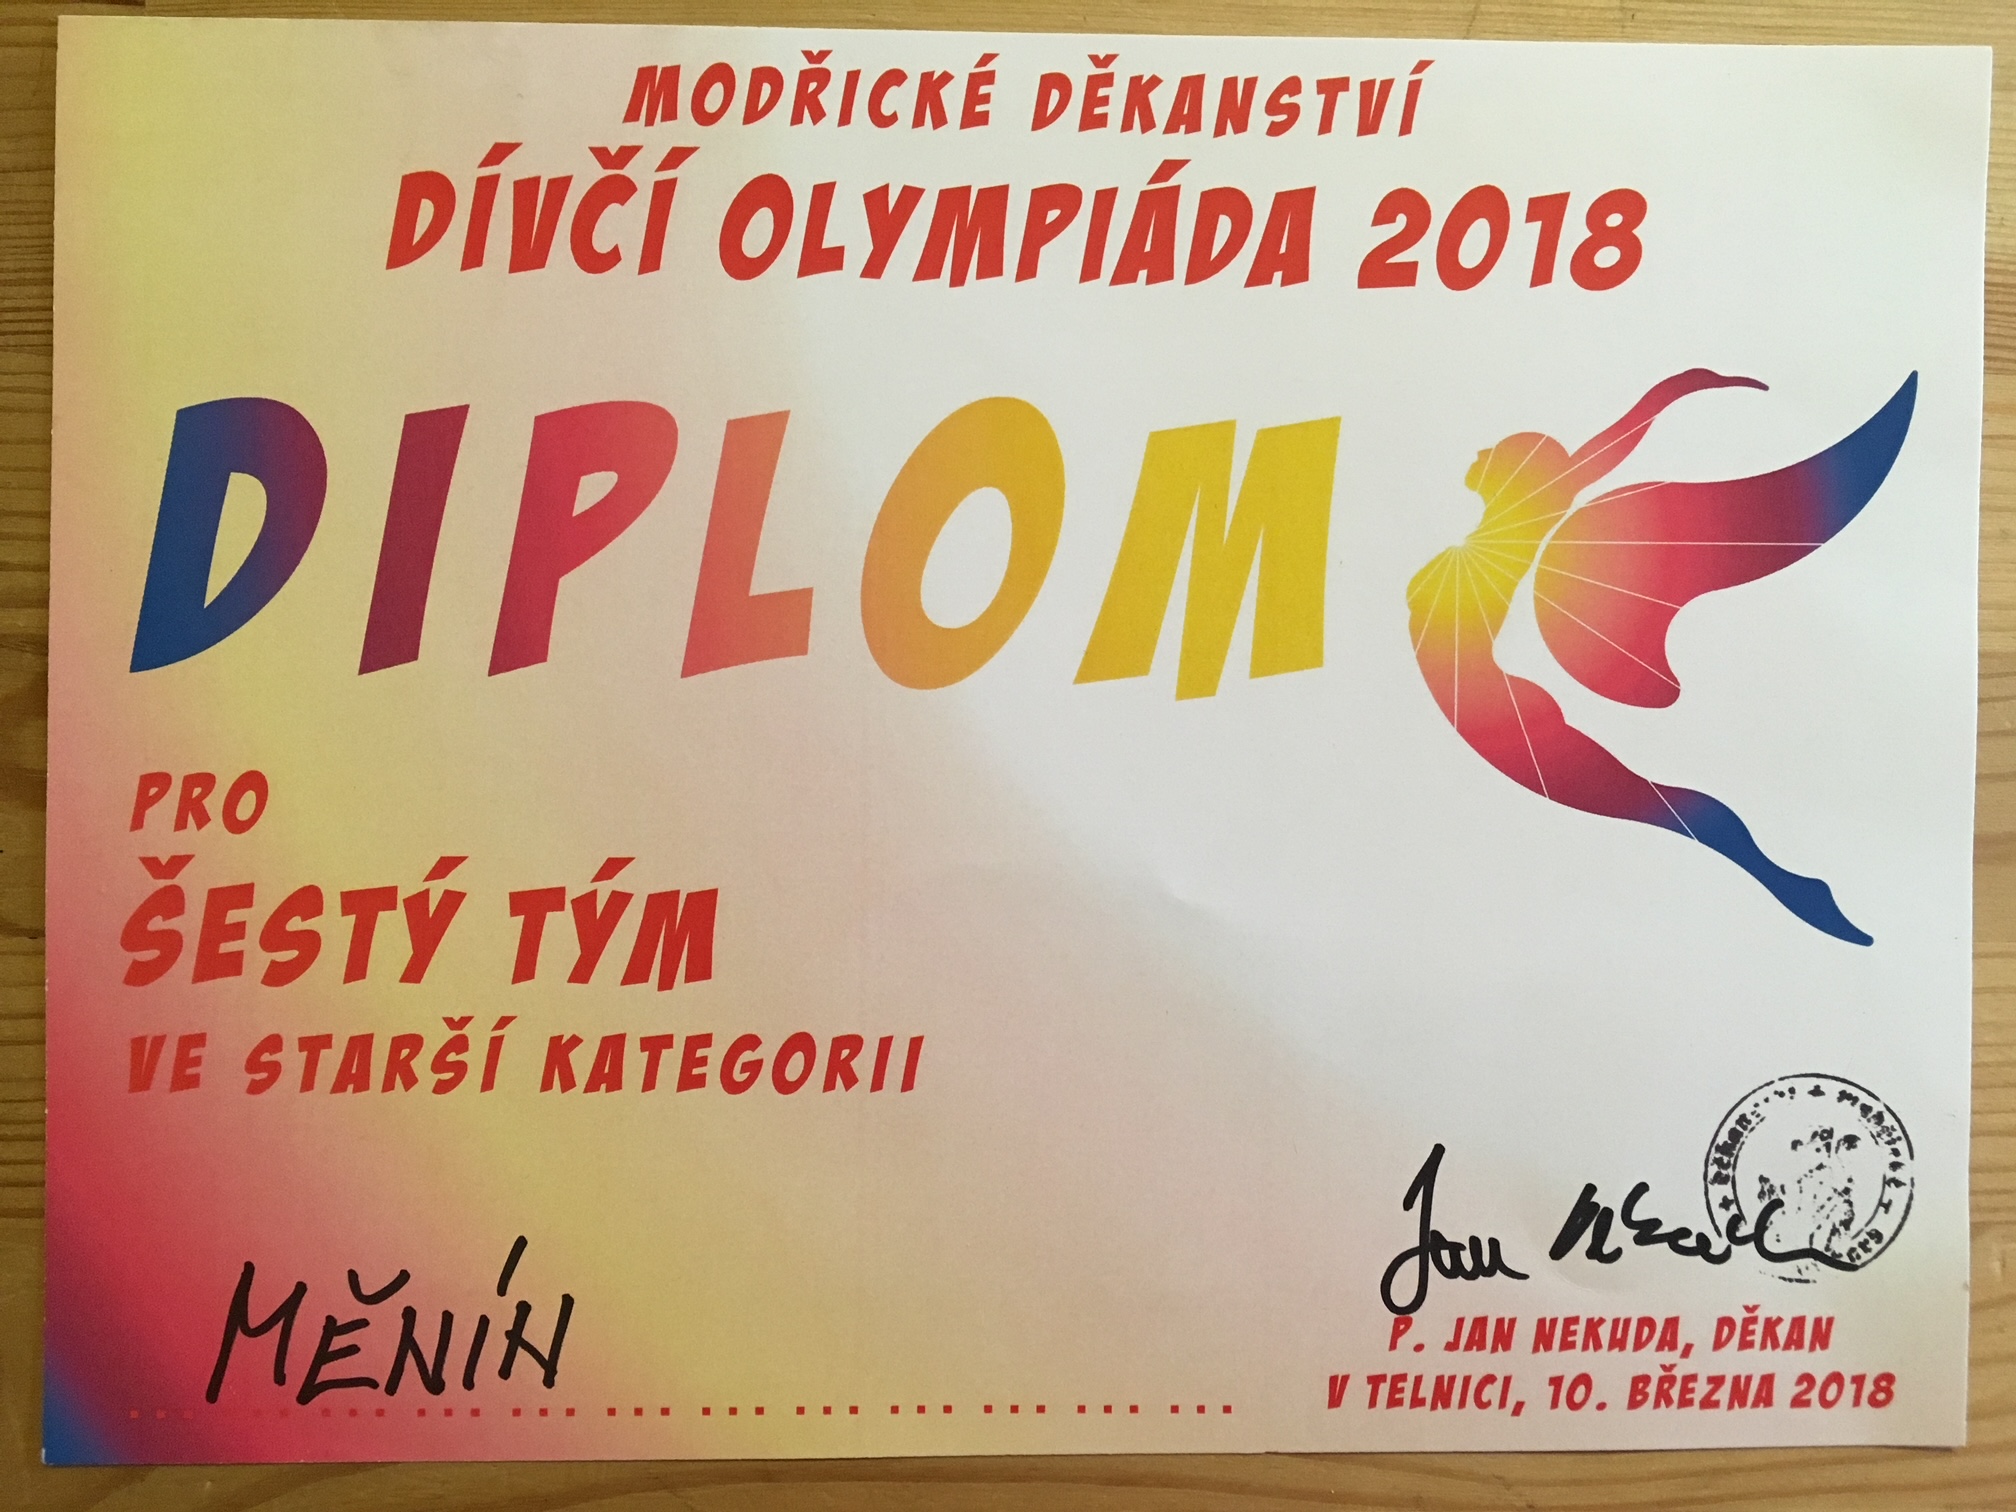 MODŘICKÉ DĚKANSTVÍ
DÍVČÍ OLYMPIÁDA 2018
DIPLOM
PRO
ŠESTÝ TÝM
VE STARŠÍ KATEGORII
MĚNÍN
Jan Nekuda
P. JAN NEKUDA, DĚKAN
V TELNICI, 10. BŘEZNA 2018